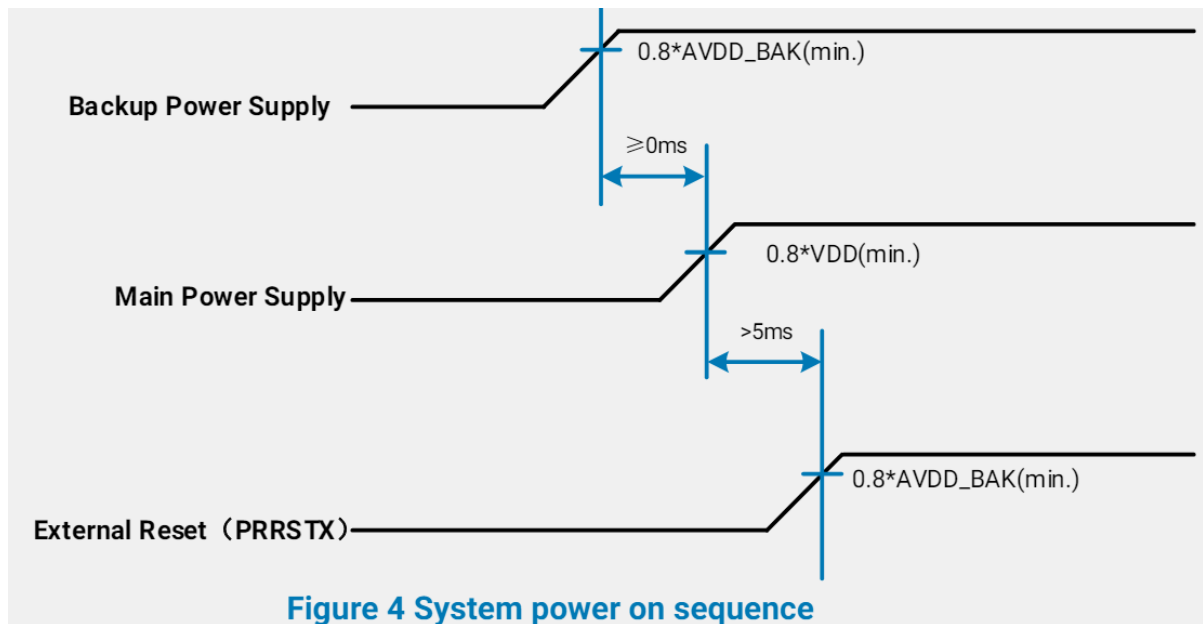 0.8*AVDD_BAK(min.)
Backup Power Supply
≥0ms
0.8*VDD(min.)
Main Power Supply
>5ms
0.8*AVDD_BAK(min.)
External Reset（PRRSTX）
Figure 4 System power on sequence